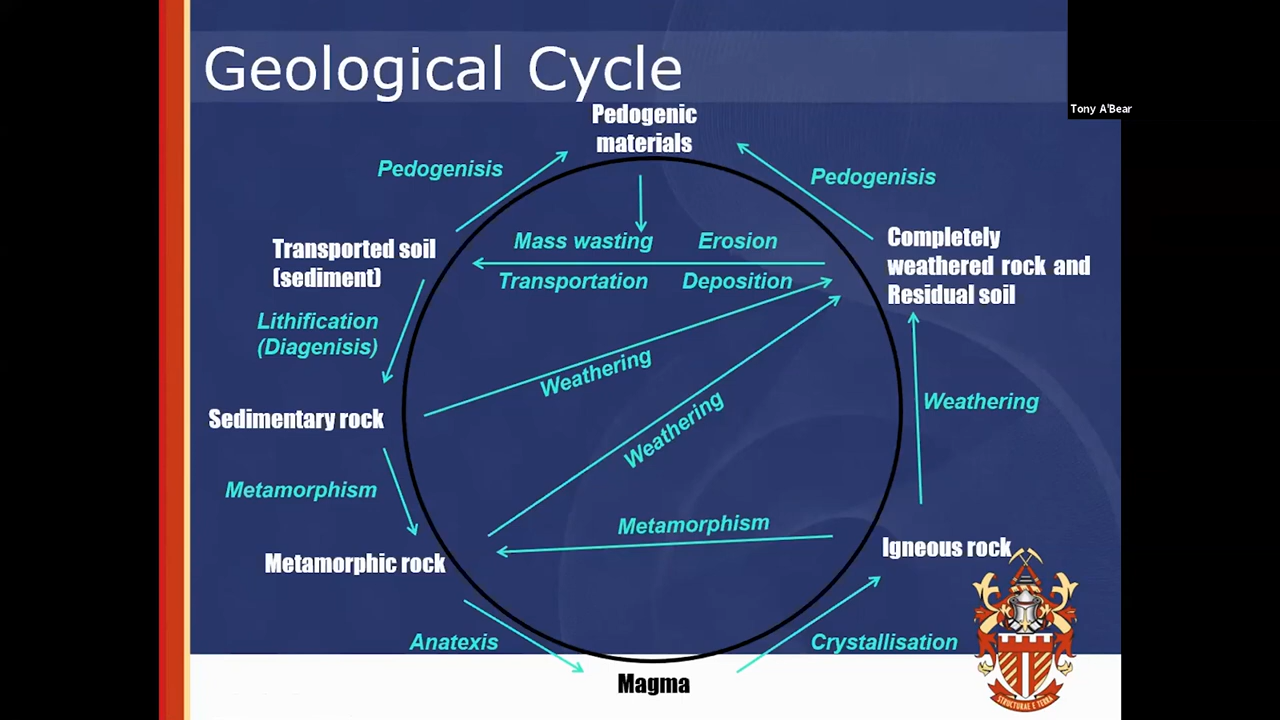 Geological Cycle
Tony A'Bear
Pedogenic
materials
Pedogenisis
Pedogenisis
Transported soil
(sediment)
Mass wasting
Erosion
Transportation
Deposition
Completely
weathered rock and
Residual soil
Lithification
(Diagenisis)
Weathering
Weathering
Weathering
Sedimentary rock
Metamorphism
Metamorphism
Metamorphic rock
Igneous rock
Anatexis
Crystallisation
Magma
STRUCTURAE E TERRA